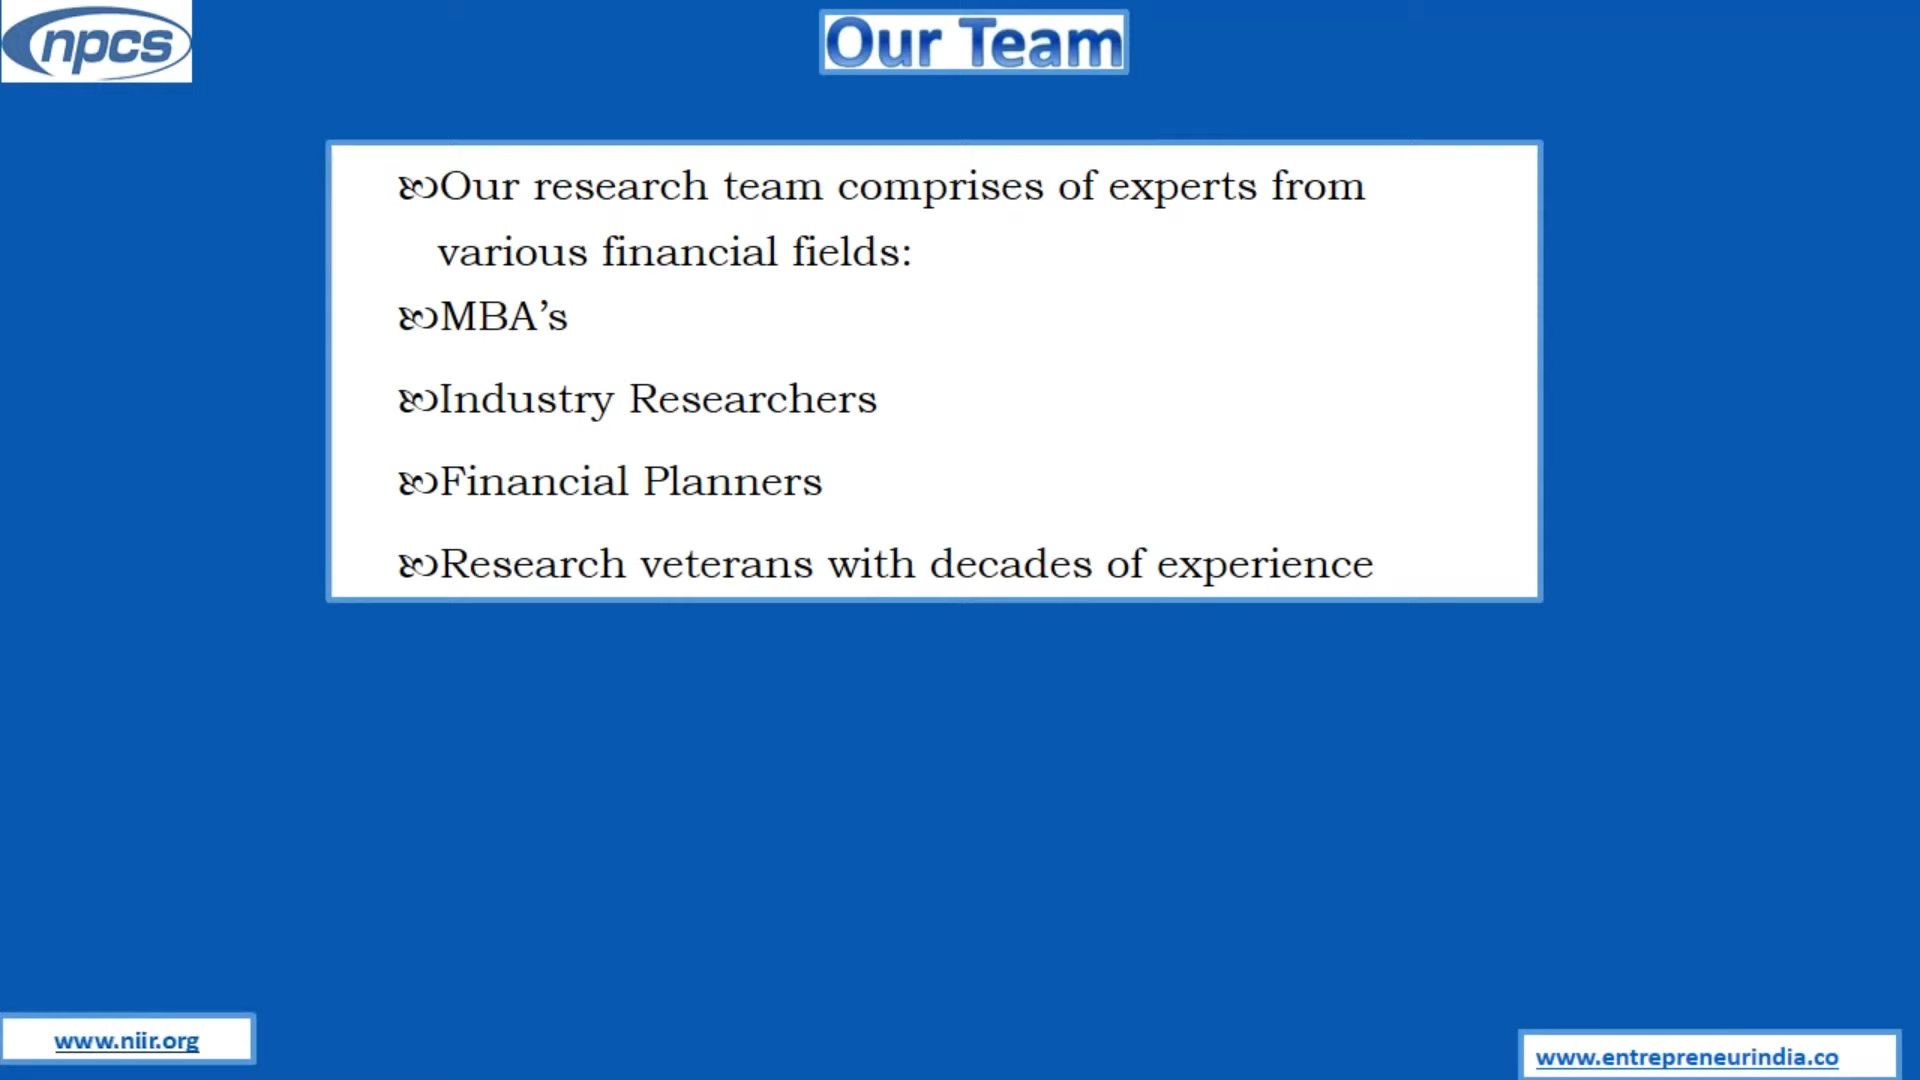 npcs
Our Team
Our research team comprises of experts from
various financial fields:
MBA’s
Industry Researchers
Financial Planners
Research veterans with decades of experience
www.niir.org
www.entrepreneurindia.co